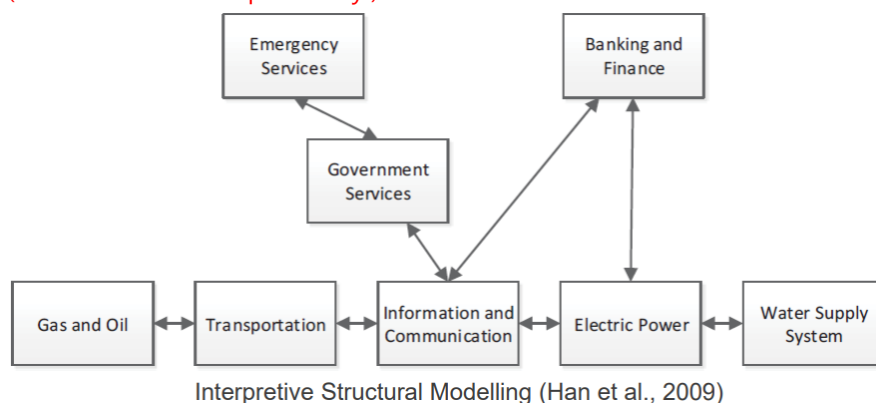 Emergency
Services
Banking and
Finance
Government
Services
Gas and Oil
Transportation
Information and
Communication
Electric Power
Water Supply
System
Interpretive Structural Modelling (Han et al., 2009)